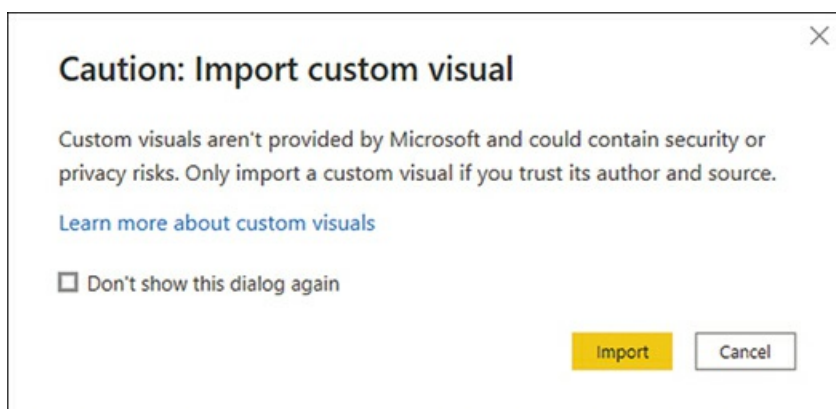 Caution: Import custom visual
Custom visuals aren't provided by Microsoft and could contain security or
privacy risks. Only import a custom visual if you trust its author and source.
Learn more about custom visuals
Don't show this dialog again
Import
Cancel